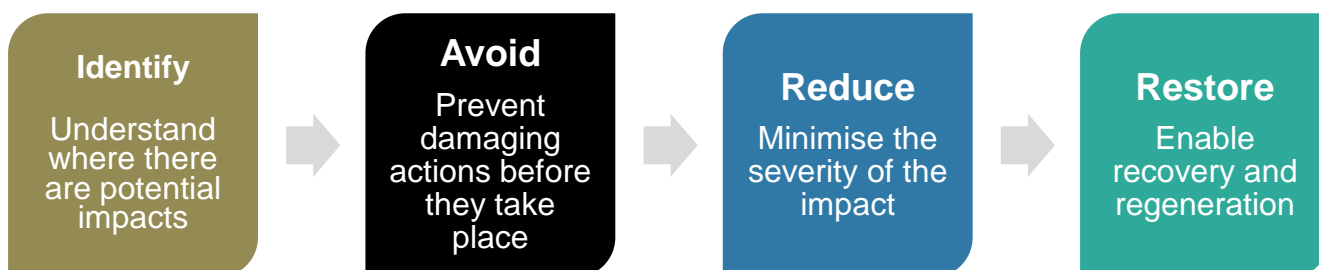 Identify
Understand
where there
are potential
impacts
Avoid
Prevent
damaging
actions before
they take
place
Reduce
Minimise the
severity of the
impact
Restore
Enable
recovery and
regeneration